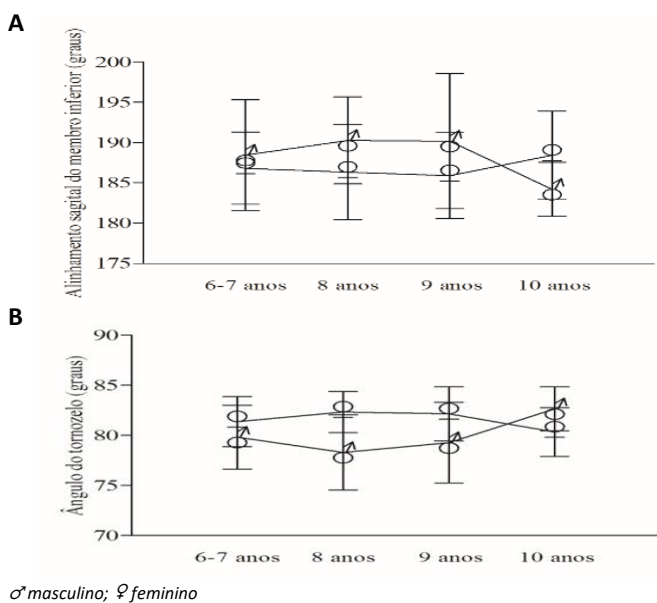 A
Alinhamento sagital do membro inferior (graus)
200
195
190
185
180
175
6-7 anos 8 anos 9 anos 10 anos
B
Ângulo do tornozelo (graus)
90
85
80
75
70
6-7 anos 8 anos 9 anos 10 anos
♂ masculino; ♀ feminino